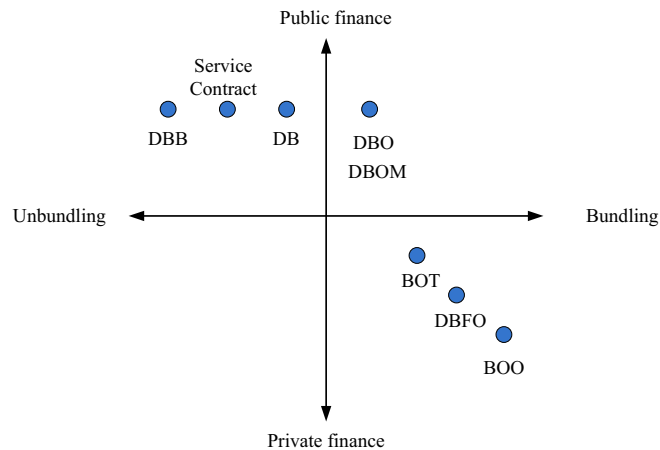 Public finance
Service
Contract
DBB
DB
DBO
DBOM
Unbundling
Bundling
BOT
DBFO
BOO
Private finance